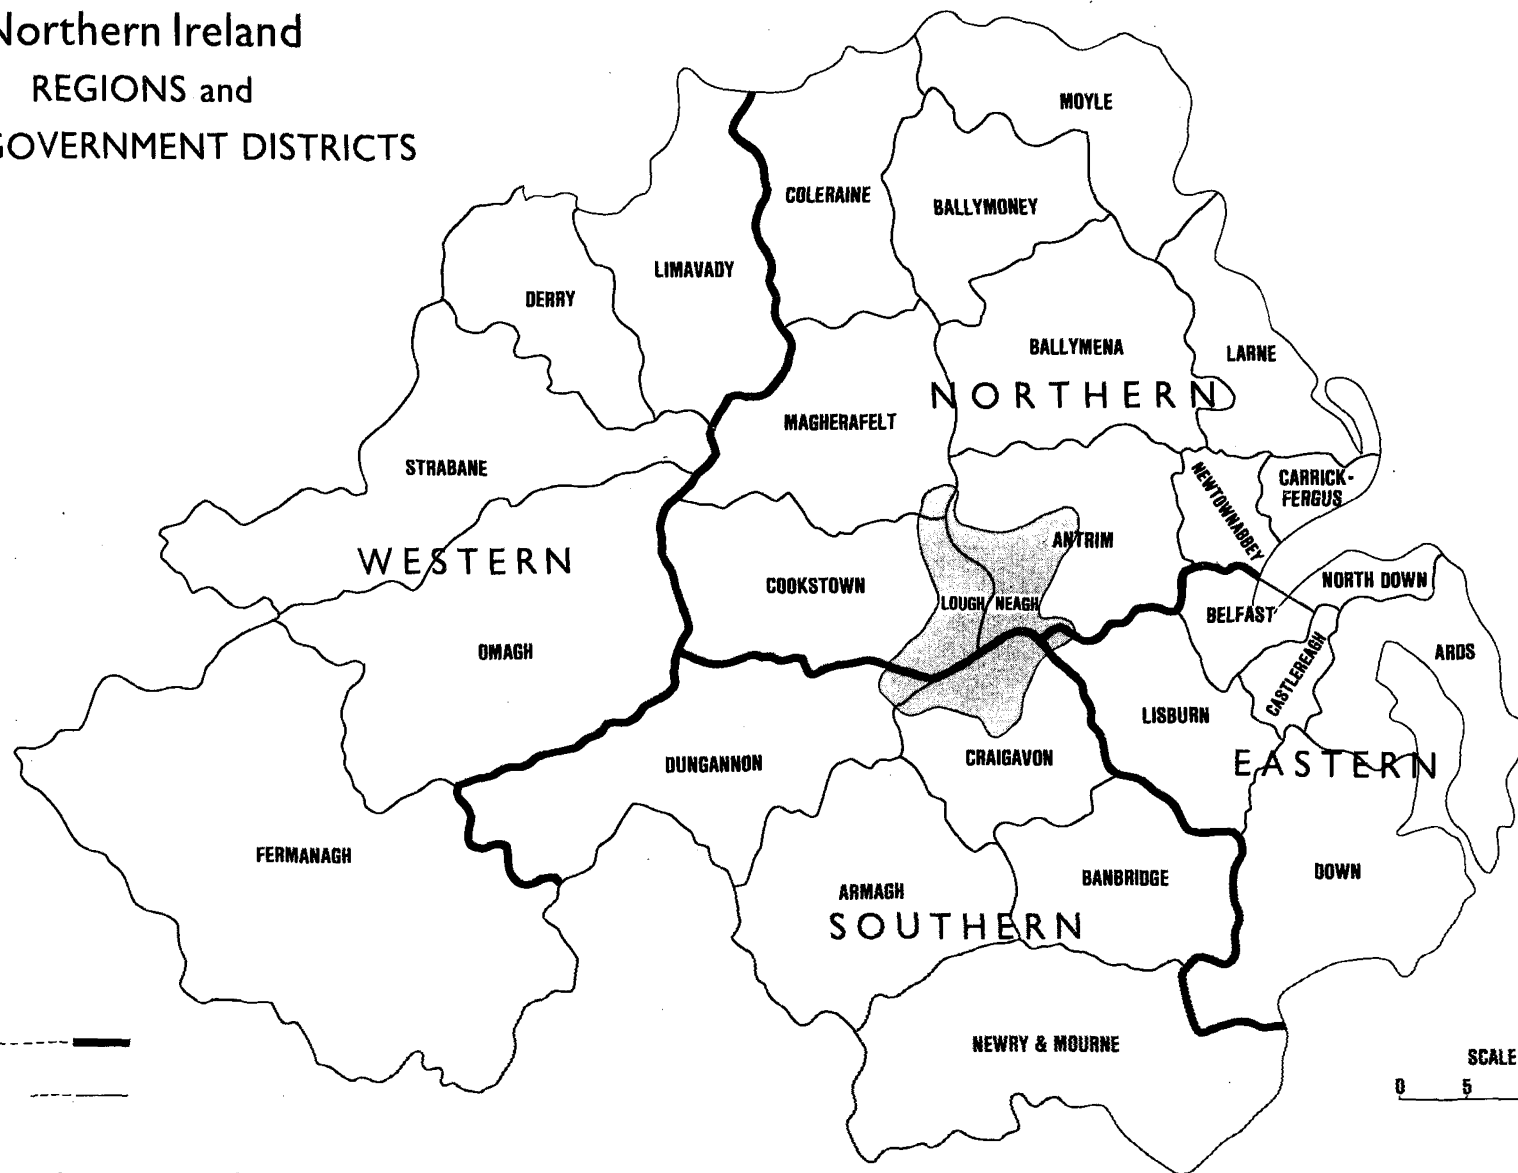 Northern Ireland
REGIONS and
GOVERNMENT DISTRICTS
MOYLE
COLERAINE
BALLYMONEY
LIMAVADY
DERRY
BALLYMENA
LARNE
NORTHERN
MAGHERAFELT
STRABANE
CARRICK-
FERGUS
NEWTOWNABBEY
ANTRIM
WESTERN
COOKSTOWN
NORTH DOWN
LOUGH NEAGH
BELFAST
OMAGH
ARDS
CASTLEREAGH
LISBURN
DUNGANNON
CRAIGAVON
EASTERN
FERMANAGH
DOWN
BANBRIDGE
ARMAGH
SOUTHERN
NEWRY & MOURNE
SCALE
0 5